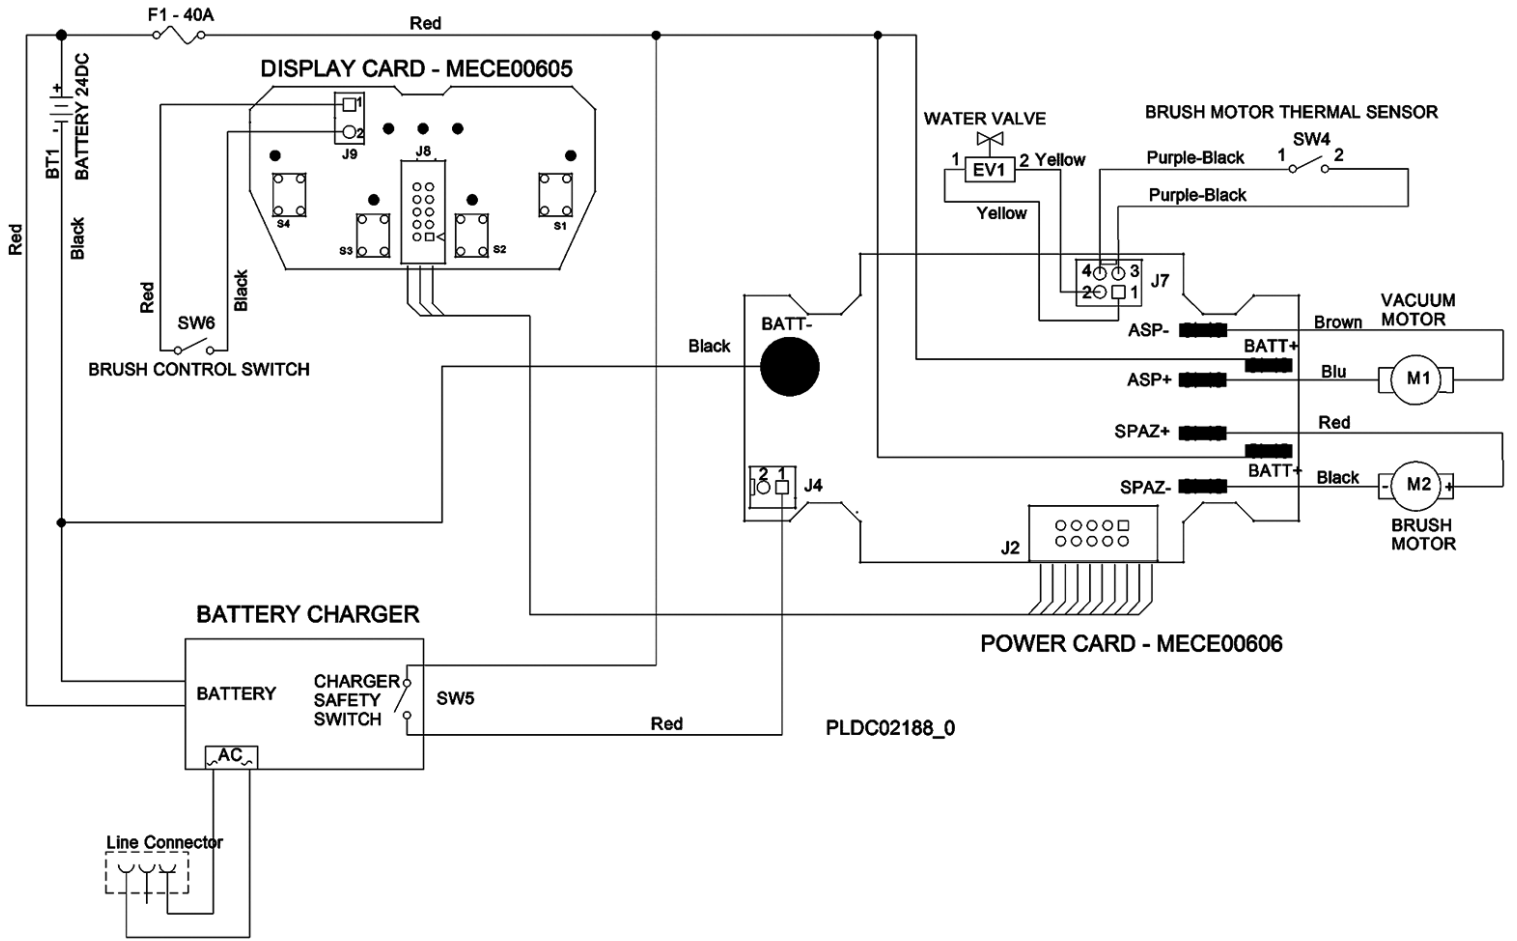 F1 - 40A
Red
DISPLAY CARD - MECE00605
+
BT1 -
BATTERY 24DC
1
2
J9
J8
S4
S3
S2
S1
Red
Black
Red
Black
SW6
BRUSH CONTROL SWITCH
WATER VALVE
1
EV1
2
Yellow
Yellow
BRUSH MOTOR THERMAL SENSOR
SW4
1
2
Purple-Black
Purple-Black
4
3
2
1
J7
BATT-
Black
ASP-
Brown
VACUUM
MOTOR
BATT+
ASP+
Blu
M1
SPAZ+
Red
BATT+
SPAZ-
Black
-
M2
+
BRUSH
MOTOR
2
1
J4
J2
POWER CARD - MECE00606
BATTERY CHARGER
BATTERY
CHARGER
SAFETY
SWITCH
SW5
Red
PLDC02188_0
~AC~
Line Connector